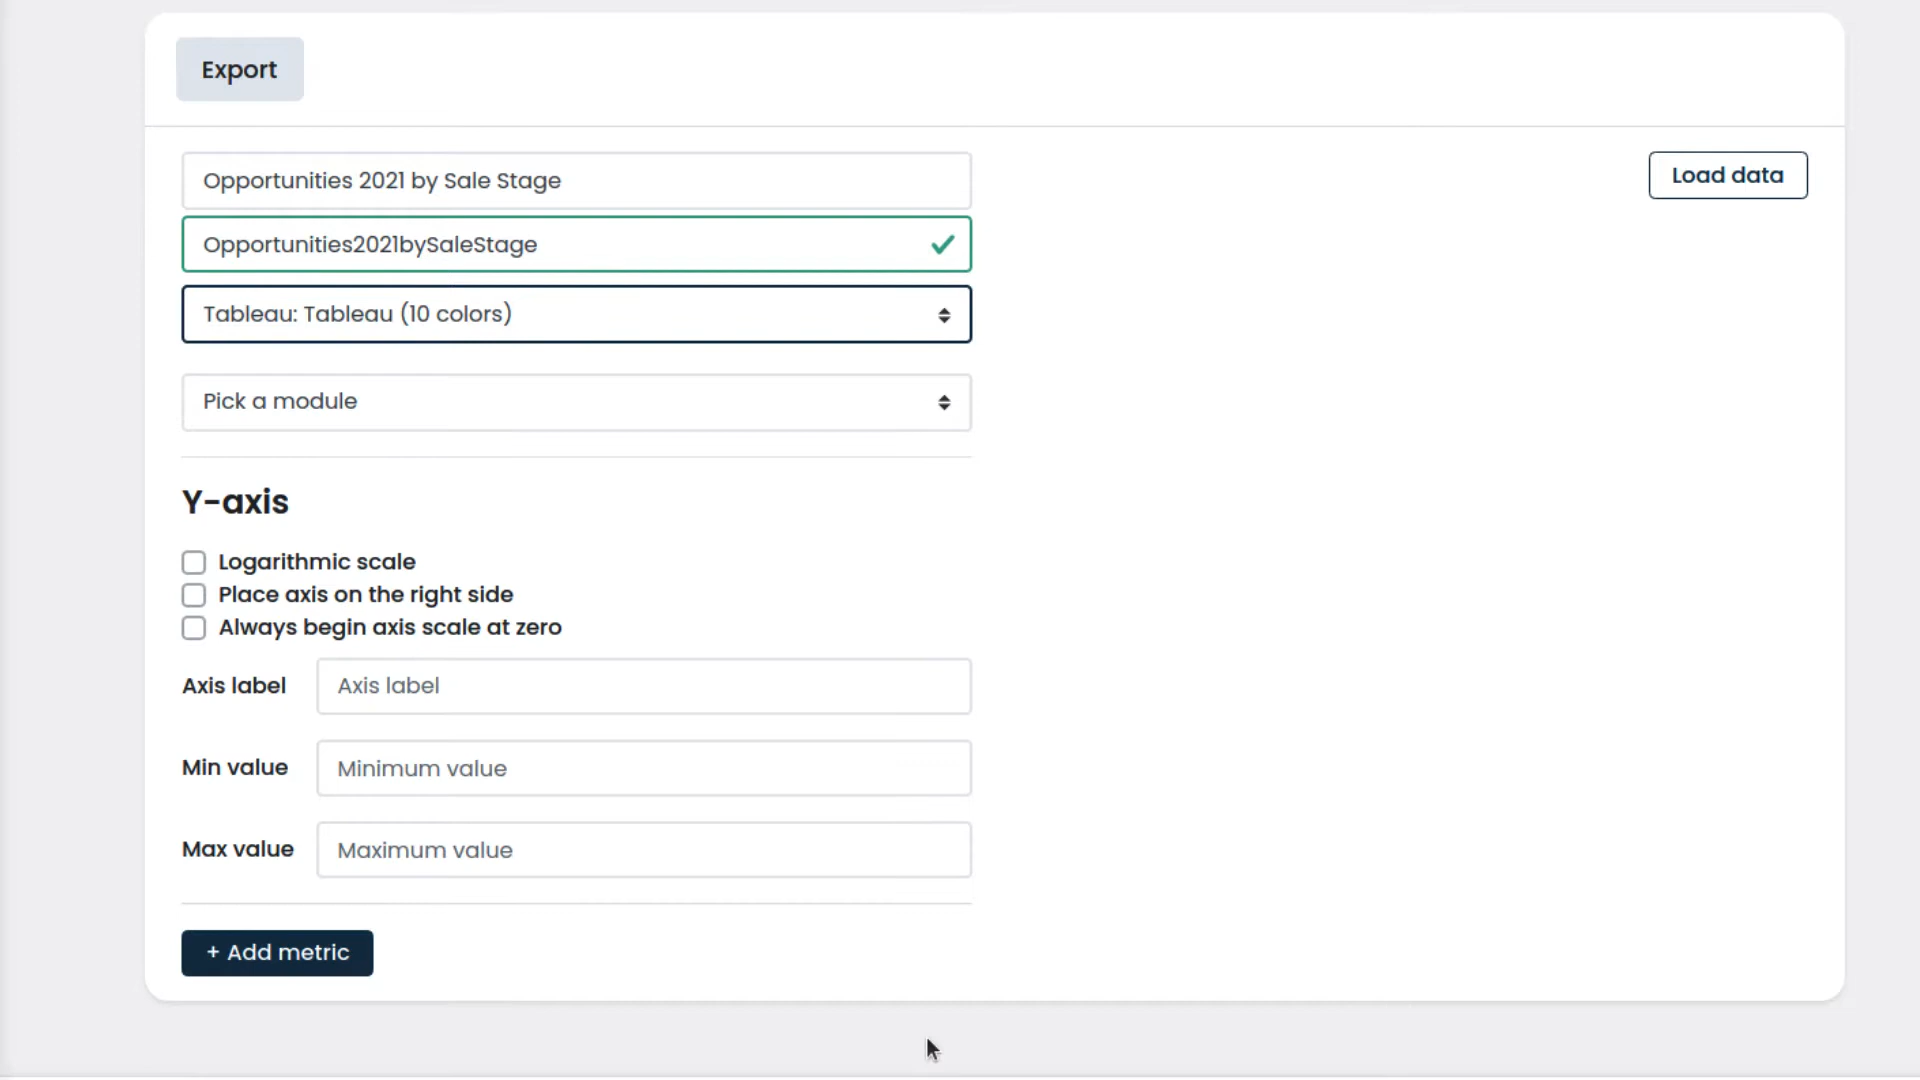 Export
Opportunities 2021 by Sale Stage
Load data
Opportunities2021bySaleStage
Tableau: Tableau (10 colors)
Pick a module
Y-axis
Logarithmic scale
Place axis on the right side
Always begin axis scale at zero
Axis label Axis label
Min value Minimum value
Max value Maximum value
+ Add metric